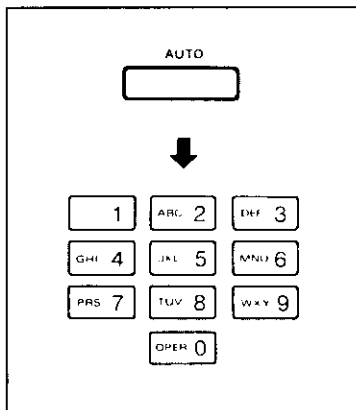 AUTO
1 ABC 2 DEF 3
GHI 4 JKL 5 MNO 6
PRS 7 TUV 8 WXY 9
OPER 0